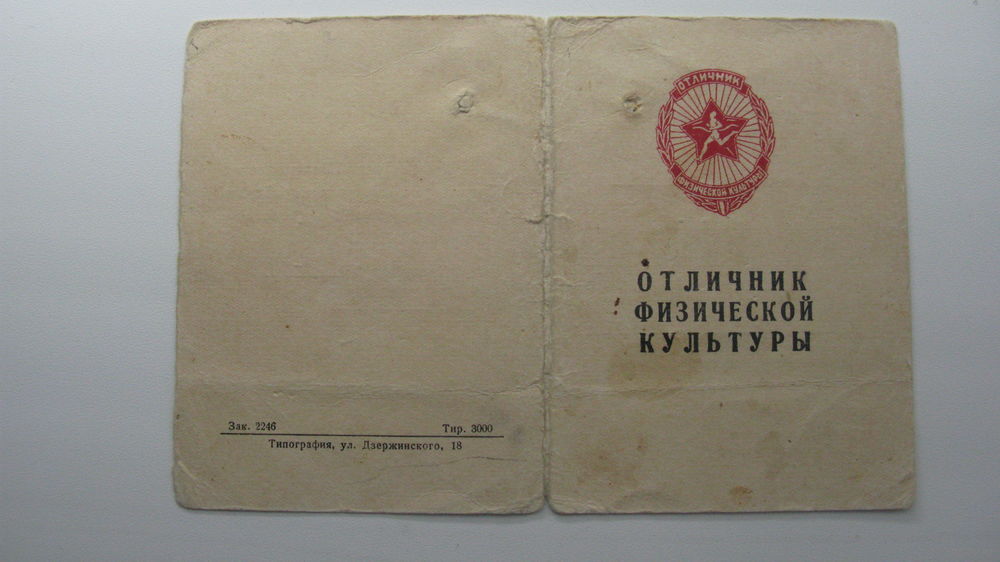 Зак. 2246 Тир. 3000
Типография, ул. Дзержинского, 18
ОТЛИЧНИК
ФИЗИЧЕСКОЙ КУЛЬТУРЫ
ОТЛИЧНИК
ФИЗИЧЕСКОЙ
КУЛЬТУРЫ